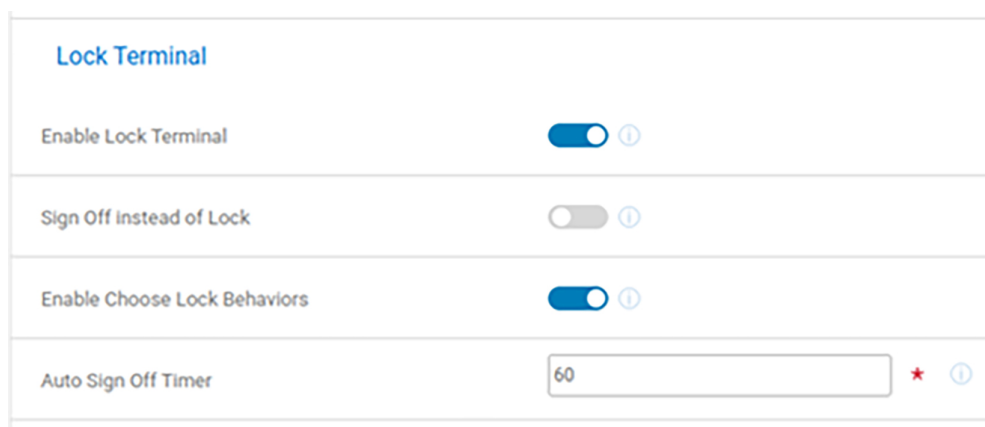 Lock Terminal
Enable Lock Terminal
Sign Off instead of Lock
Enable Choose Lock Behaviors
Auto Sign Off Timer 60 *